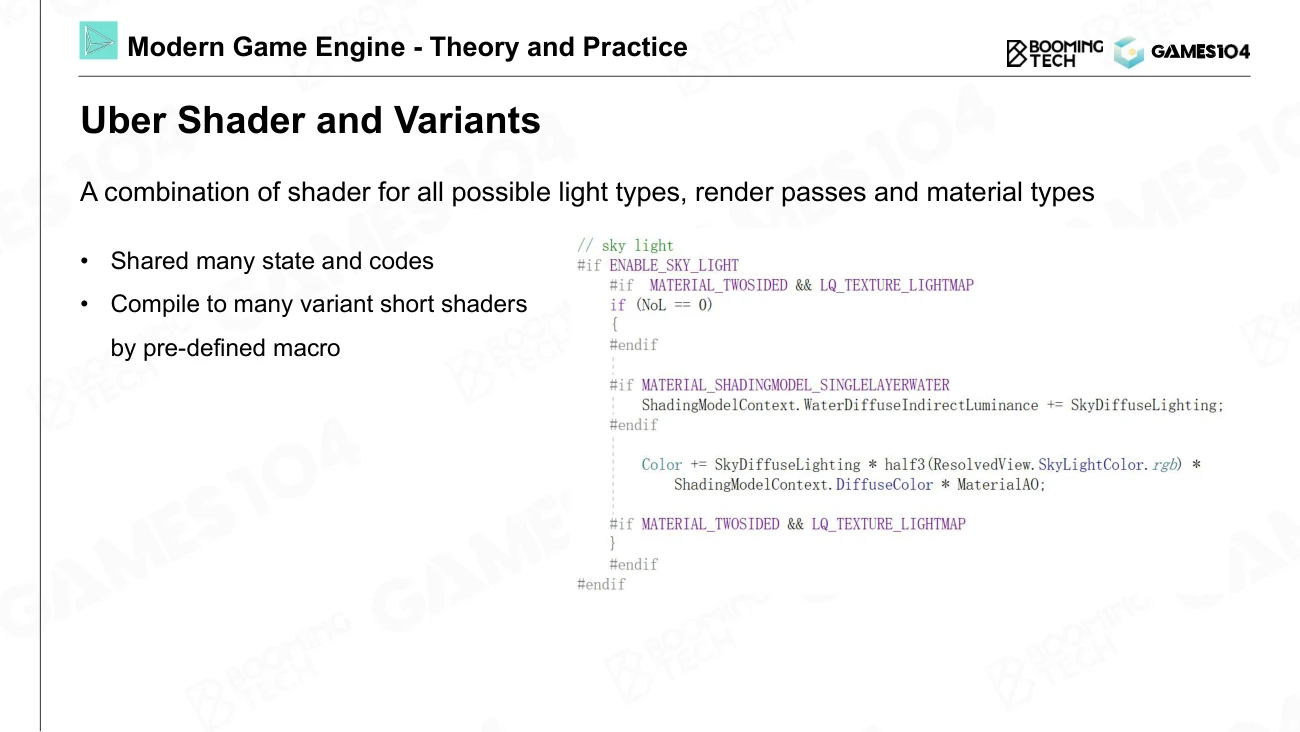 Modern Game Engine - Theory and Practice
BOOMING
TECH
GAMES104
Uber Shader and Variants
A combination of shader for all possible light types, render passes and material types
• Shared many state and codes
• Compile to many variant short shaders
by pre-defined macro
// sky light
#if ENABLE_SKY_LIGHT
#if MATERIAL_TWOSIDED && LQ_TEXTURE_LIGHTMAP
if (NoL == 0)
{
#endif
#if MATERIAL_SHADINGMODEL_SINGLELAYERWATER
ShadingModelContext.WaterDiffuseIndirectLuminance += SkyDiffuseLighting;
#endif
Color += SkyDiffuseLighting * half3(ResolvedView.SkyLightColor.rgb) *
ShadingModelContext.DiffuseColor * MaterialAO;
#if MATERIAL_TWOSIDED && LQ_TEXTURE_LIGHTMAP
}
#endif
#endif